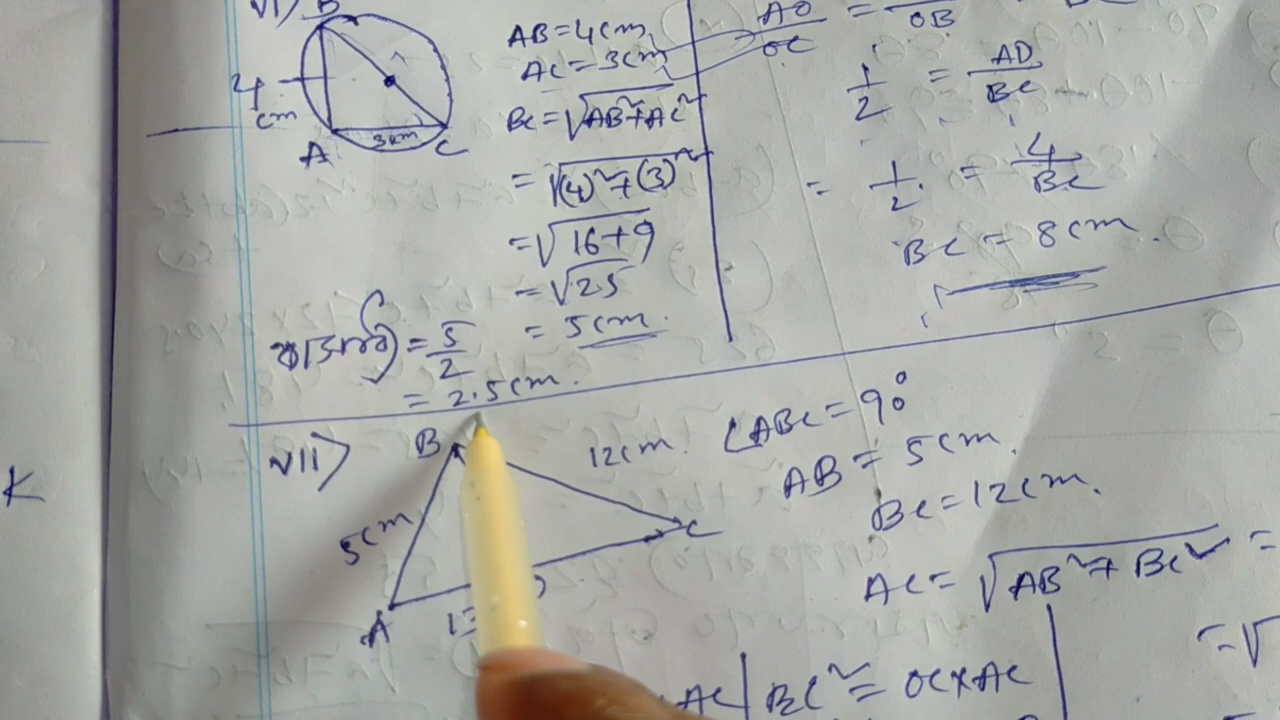 VI) B
4 cm
3cm
A C
AB = 4cm
AC = 3cm
BC = √AB²+AC²
= √(4)²+(3)²
= √16+9
= √25
= 5cm.
= 5/2
= 2.5cm.
AO/OC = /OB
1/2 = AD/BC
= 1/2 = 4/BC
BC = 8cm.
K
VII) B
12cm.
5cm
C
A
∠ABC = 90°
AB = 5cm.
BC = 12cm.
AC = √AB²+BC² =
= √
AC | BC² = OC×AC